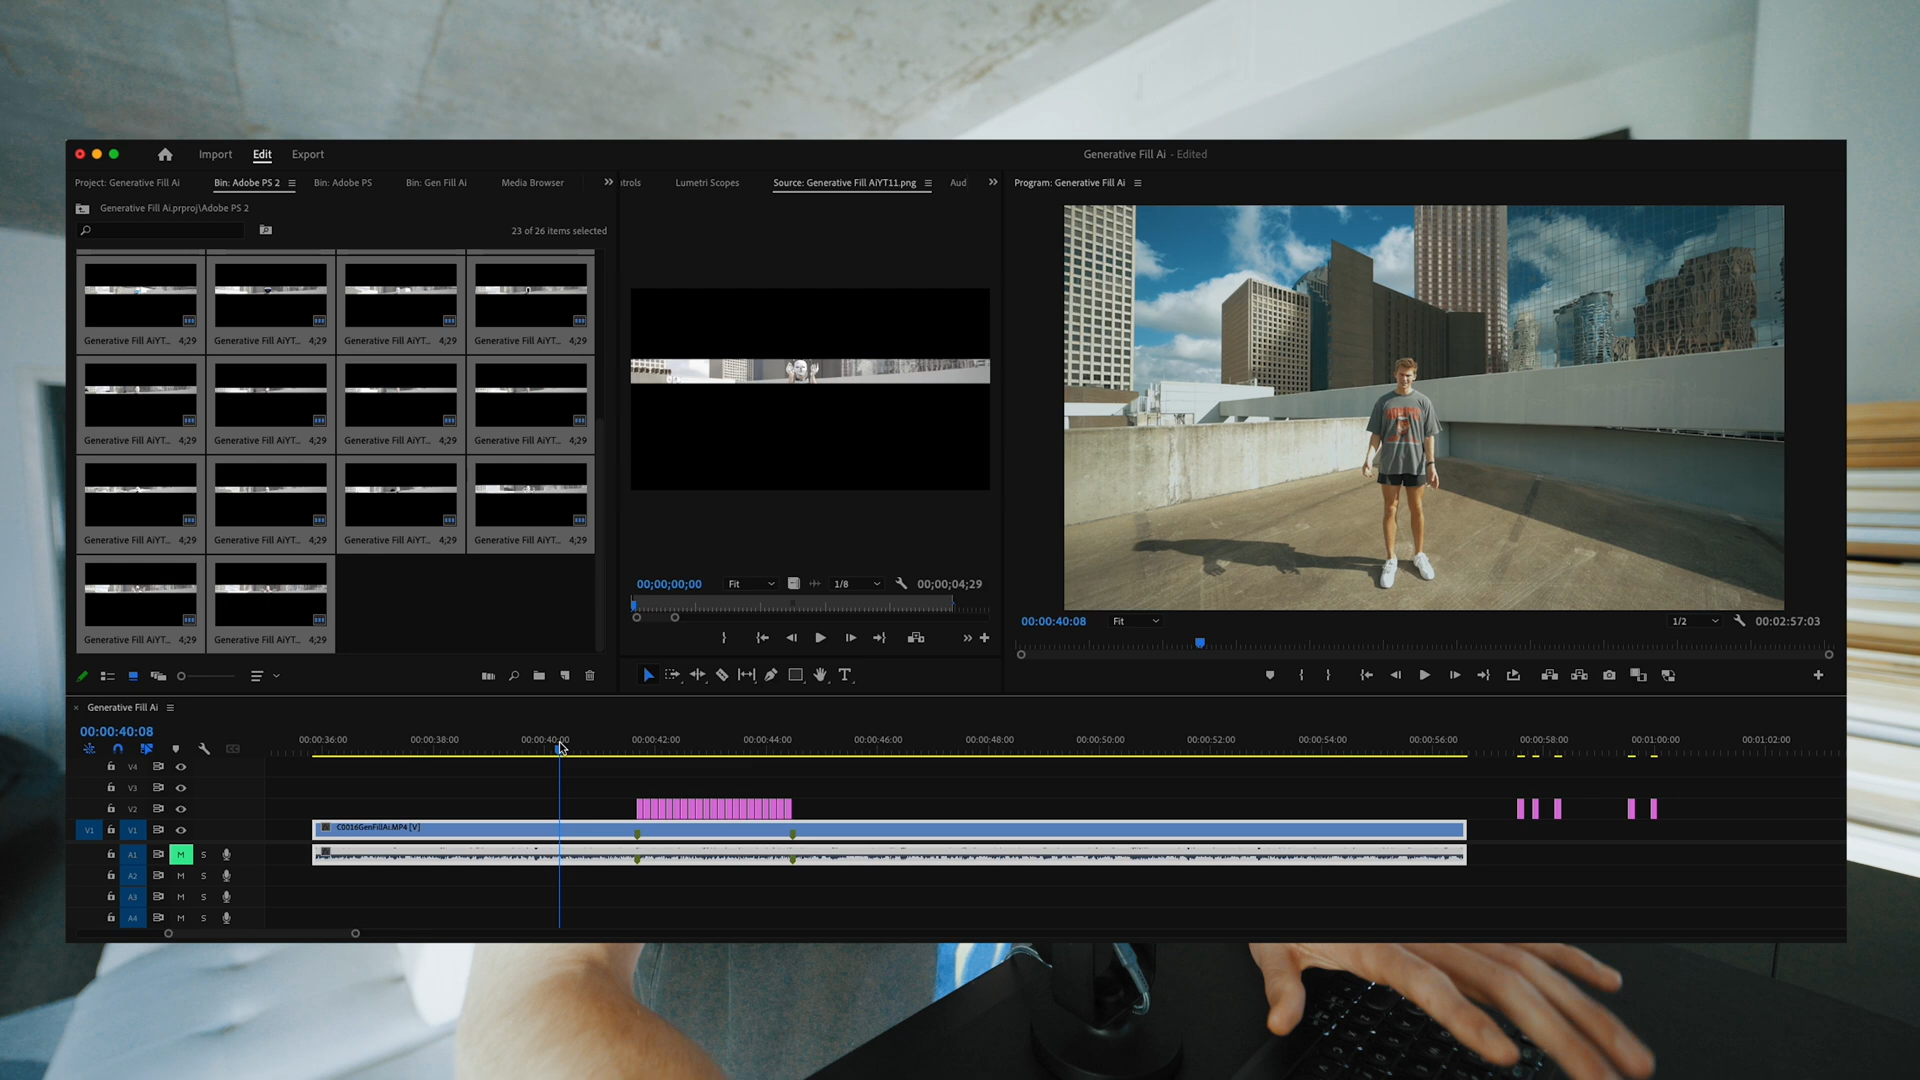 Import Edit Export
Generative Fill Ai - Edited
Project: Generative Fill Ai Bin: Adobe PS 2 Bin: Adobe PS Bin: Gen Fill Ai Media Browser
trols Lumetri Scopes Source: Generative Fill AiYT11.png Aud
Program: Generative Fill Ai
Generative Fill Ai.prproj\Adobe PS 2
23 of 26 items selected
Generative Fill AiYT... 4;29 Generative Fill AiYT... 4;29 Generative Fill AiYT... 4;29 Generative Fill AiYT... 4;29
Generative Fill AiYT... 4;29 Generative Fill AiYT... 4;29 Generative Fill AiYT... 4;29 Generative Fill AiYT... 4;29
Generative Fill AiYT... 4;29 Generative Fill AiYT... 4;29 Generative Fill AiYT... 4;29 Generative Fill AiYT... 4;29
Generative Fill AiYT... 4;29 Generative Fill AiYT... 4;29
00;00;00;00 Fit 1/8 00;00;04;29
00:00:40:08 Fit 1/2 00:02:57:03
Generative Fill Ai
00:00:40:08
00:00:36:00 00:00:38:00 00:00:40:00 00:00:42:00 00:00:44:00 00:00:46:00 00:00:48:00 00:00:50:00 00:00:52:00 00:00:54:00 00:00:56:00 00:00:58:00 00:01:00:00 00:01:02:00
V4
V3
V2
V1 V1 C0016GenFillAi.MP4 [V]
A1 M S
A2 M S
A3 M S
A4 M S